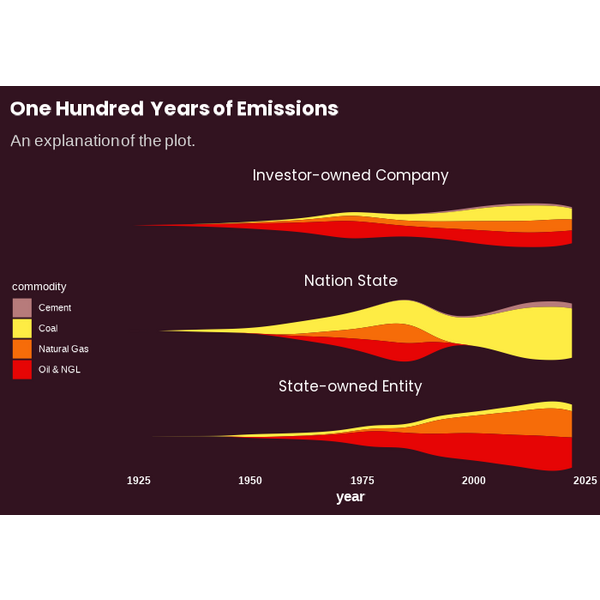 One Hundred Years of Emissions
An explanation of the plot.
Investor-owned Company
Nation State
commodity
Cement
Coal
Natural Gas
Oil & NGL
State-owned Entity
1925 1950 1975 2000 2025
year